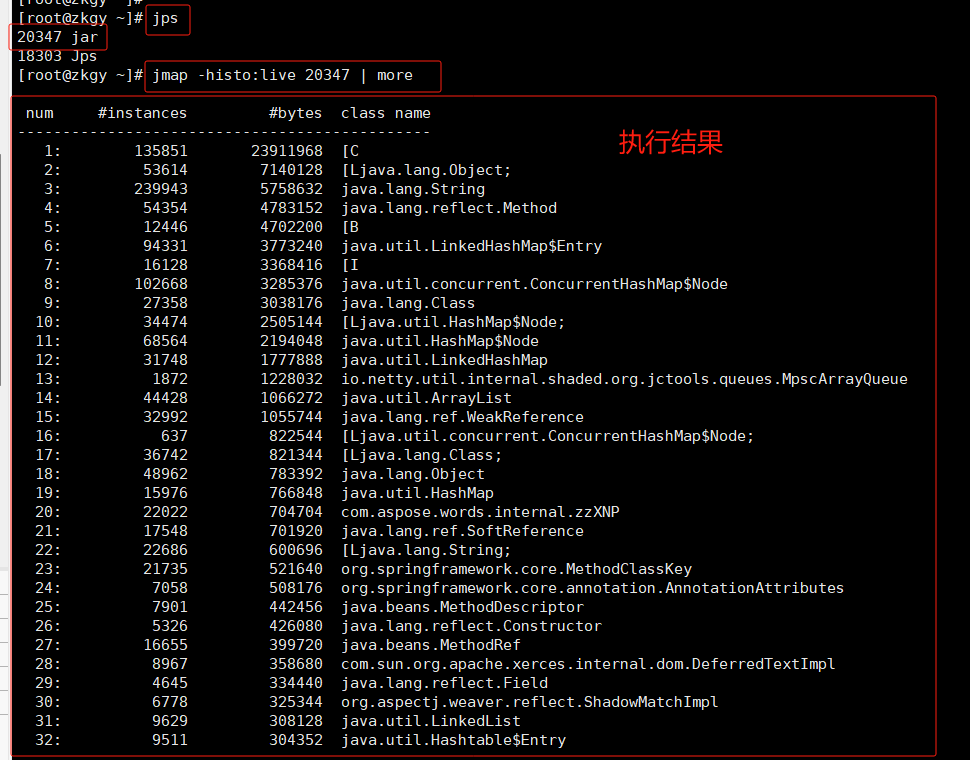 [root@zkgy ~]#
[root@zkgy ~]# jps
20347 jar
18303 Jps
[root@zkgy ~]# jmap -histo:live 20347 | more
num #instances #bytes class name
----------------------------------------------
1: 135851 23911968 [C
2: 53614 7140128 [Ljava.lang.Object;
3: 239943 5758632 java.lang.String
4: 54354 4783152 java.lang.reflect.Method
5: 12446 4702200 [B
6: 94331 3773240 java.util.LinkedHashMap$Entry
7: 16128 3368416 [I
8: 102668 3285376 java.util.concurrent.ConcurrentHashMap$Node
9: 27358 3038176 java.lang.Class
10: 34474 2505144 [Ljava.util.HashMap$Node;
11: 68564 2194048 java.util.HashMap$Node
12: 31748 1777888 java.util.LinkedHashMap
13: 1872 1228032 io.netty.util.internal.shaded.org.jctools.queues.MpscArrayQueue
14: 44428 1066272 java.util.ArrayList
15: 32992 1055744 java.lang.ref.WeakReference
16: 637 822544 [Ljava.util.concurrent.ConcurrentHashMap$Node;
17: 36742 821344 [Ljava.lang.Class;
18: 48962 783392 java.lang.Object
19: 15976 766848 java.util.HashMap
20: 22022 704704 com.aspose.words.internal.zzXNP
21: 17548 701920 java.lang.ref.SoftReference
22: 22686 600696 [Ljava.lang.String;
23: 21735 521640 org.springframework.core.MethodClassKey
24: 7058 508176 org.springframework.core.annotation.AnnotationAttributes
25: 7901 442456 java.beans.MethodDescriptor
26: 5326 426080 java.lang.reflect.Constructor
27: 16655 399720 java.beans.MethodRef
28: 8967 358680 com.sun.org.apache.xerces.internal.dom.DeferredTextImpl
29: 4645 334440 java.lang.reflect.Field
30: 6778 325344 org.aspectj.weaver.reflect.ShadowMatchImpl
31: 9629 308128 java.util.LinkedList
32: 9511 304352 java.util.Hashtable$Entry
执行结果